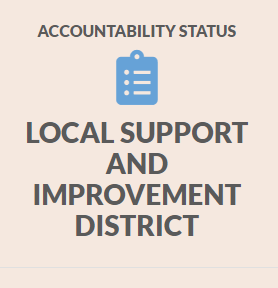 ACCOUNTABILITY STATUS
LOCAL SUPPORT
AND
IMPROVEMENT
DISTRICT